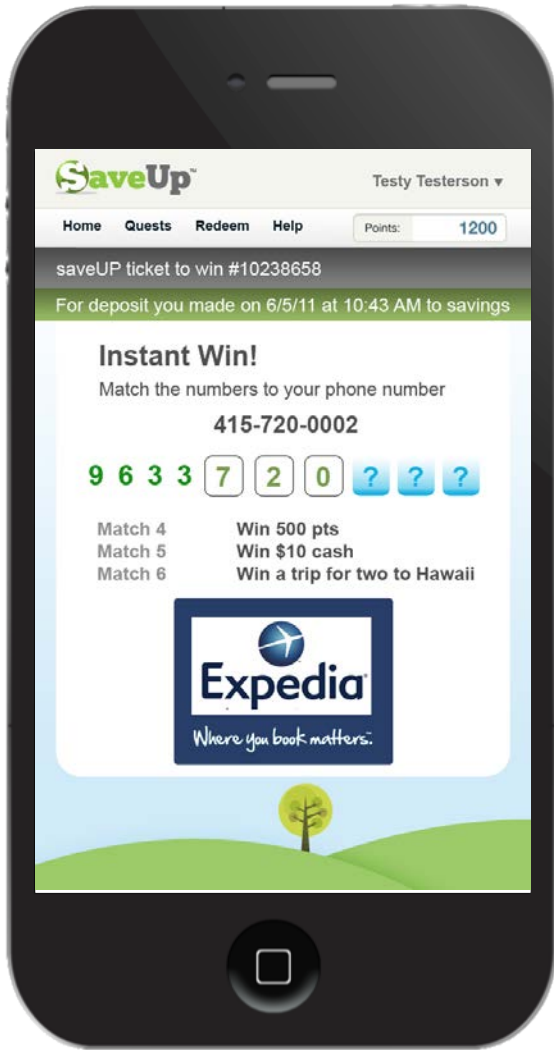 SaveUp™
Testy Testerson ▼
Home Quests Redeem Help
Points: 1200
saveUP ticket to win #10238658
For deposit you made on 6/5/11 at 10:43 AM to savings
Instant Win!
Match the numbers to your phone number
415-720-0002
9 6 3 3 7 2 0 ? ? ?
Match 4 Win 500 pts
Match 5 Win $10 cash
Match 6 Win a trip for two to Hawaii
Expedia®
Where you book matters.™